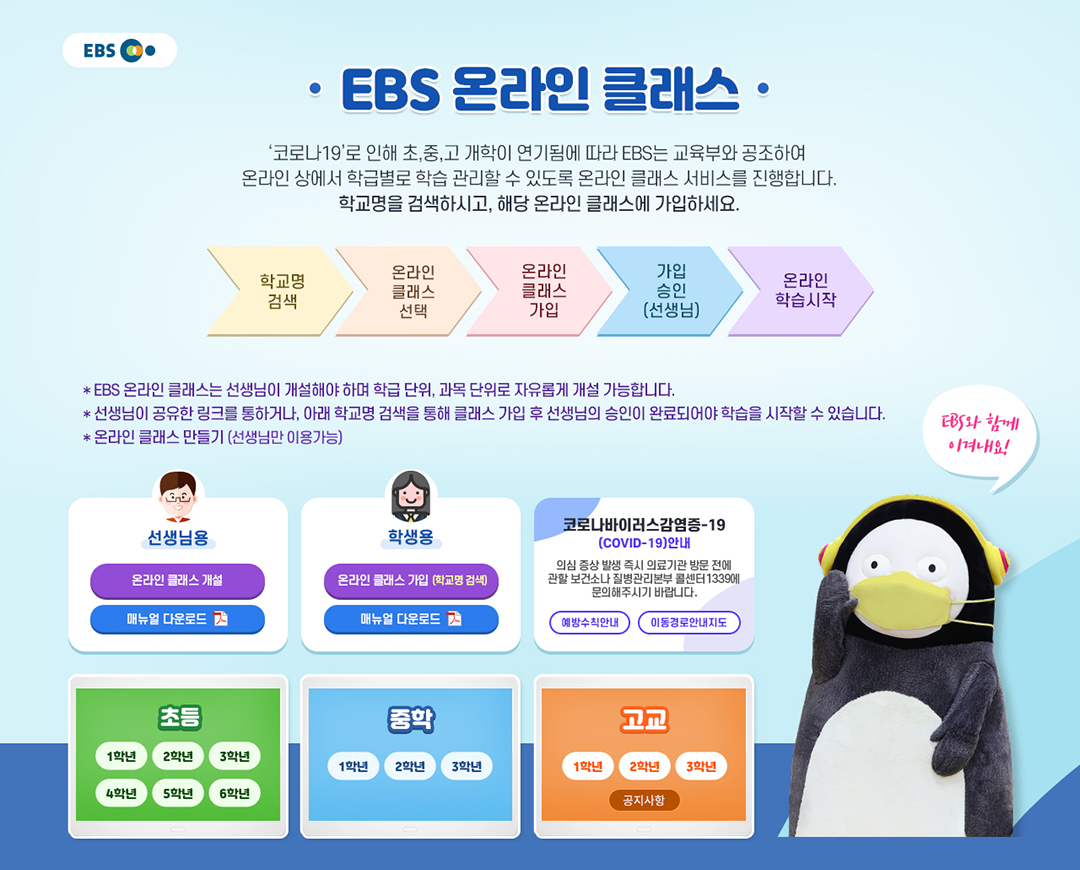 EBS
EBS 온라인 클래스
‘코로나19’로 인해 초,중,고 개학이 연기됨에 따라 EBS는 교육부와 공조하여
온라인 상에서 학급별로 학습 관리할 수 있도록 온라인 클래스 서비스를 진행합니다.
학교명을 검색하시고, 해당 온라인 클래스에 가입하세요.
학교명
검색
온라인
클래스
선택
온라인
클래스
가입
가입
승인
(선생님)
온라인
학습시작
* EBS 온라인 클래스는 선생님이 개설해야 하며 학급 단위, 과목 단위로 자유롭게 개설 가능합니다.
* 선생님이 공유한 링크를 통하거나, 아래 학교명 검색을 통해 클래스 가입 후 선생님의 승인이 완료되어야 학습을 시작할 수 있습니다.
* 온라인 클래스 만들기 (선생님만 이용가능)
EBS와 함께
이겨내요!
선생님용
온라인 클래스 개설
매뉴얼 다운로드
학생용
온라인 클래스 가입 (학교명 검색)
매뉴얼 다운로드
코로나바이러스감염증-19
(COVID-19)안내
의심 증상 발생 즉시 의료기관 방문 전에
관할 보건소나 질병관리본부 콜센터 1339에
문의해주시기 바랍니다.
예방수칙안내
이동경로안내지도
초등
1학년 2학년 3학년
4학년 5학년 6학년
중학
1학년 2학년 3학년
고교
1학년 2학년 3학년
공지사항